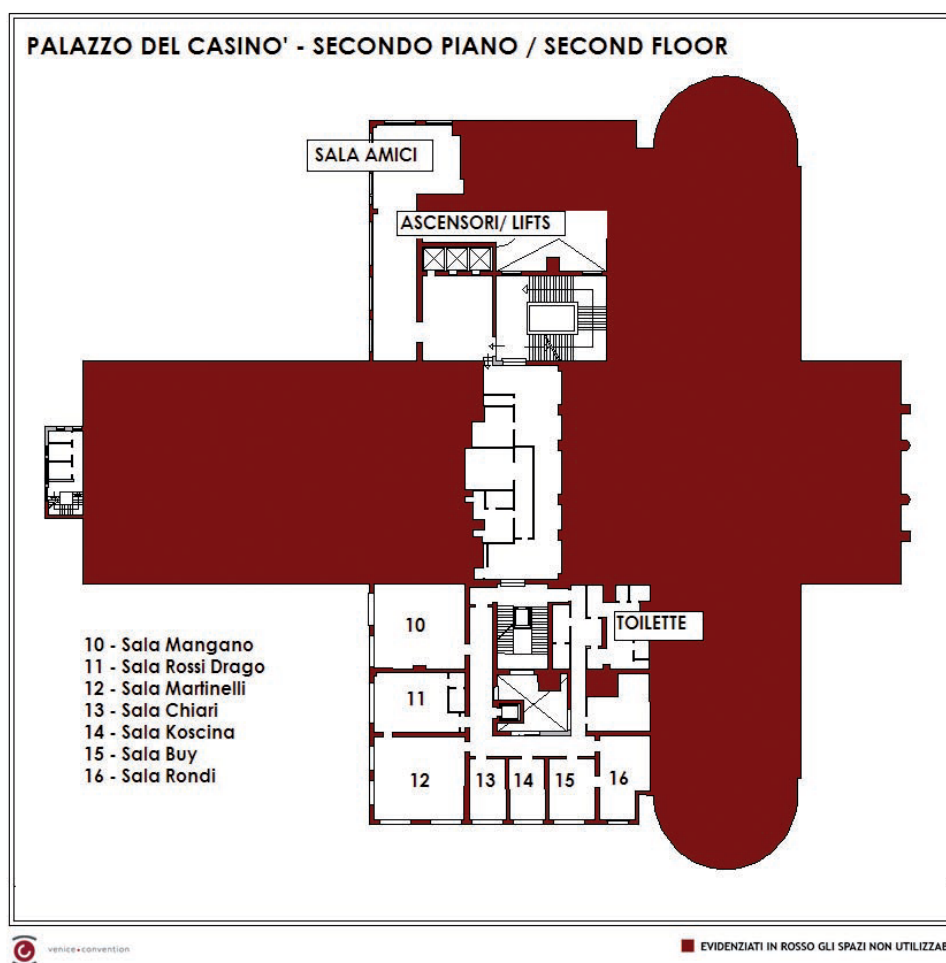 PALAZZO DEL CASINO' - SECONDO PIANO / SECOND FLOOR
SALA AMICI
ASCENSORI/ LIFTS
TOILETTE
10
11
12
13
14
15
16
10 - Sala Mangano
11 - Sala Rossi Drago
12 - Sala Martinelli
13 - Sala Chiari
14 - Sala Koscina
15 - Sala Buy
16 - Sala Rondi
venice•convention
EVIDENZIATI IN ROSSO GLI SPAZI NON UTILIZZAB